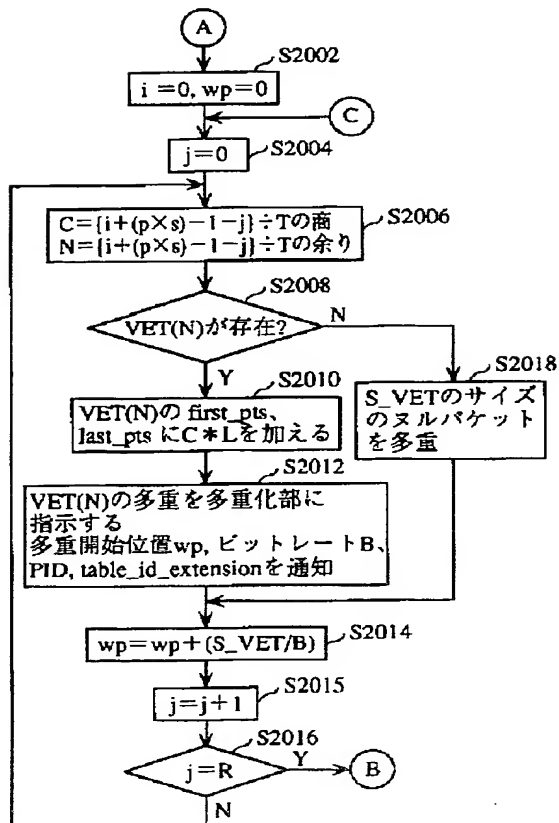 A
S2002
i=0, wp=0
C
S2004
j=0
S2006
C={i+(p×s)−1−j}÷Tの商
N={i+(p×s)−1−j}÷Tの余り
S2008
VET(N)が存在?
N
Y
S2010
VET(N)の first_pts、
last_pts にC*Lを加える
S2018
S_VETのサイズ
のヌルパケット
を多重
S2012
VET(N)の多重を多重化部に
指示する
多重開始位置wp, ビットレートB、
PID, table_id_extensionを通知
S2014
wp=wp+(S_VET/B)
S2015
j=j+1
S2016
j=R
Y
B
N